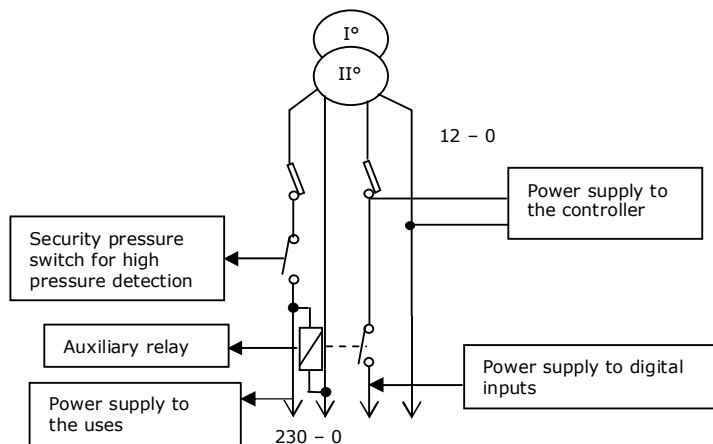 I°
II°
12 – 0
Power supply to
the controller
Security pressure
switch for high
pressure detection
Auxiliary relay
Power supply to digital
inputs
Power supply to
the uses
230 – 0